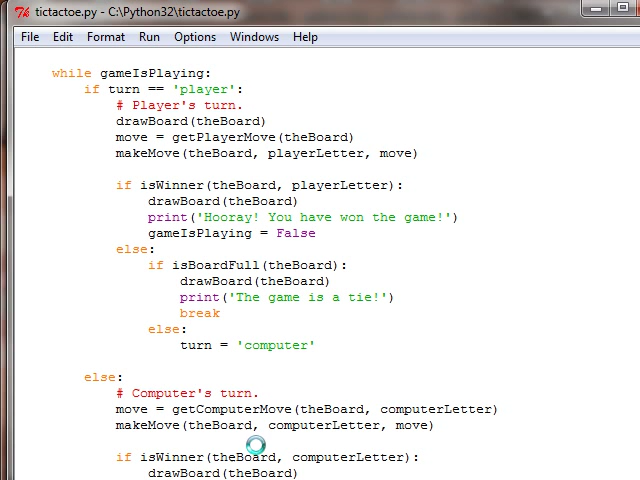 tictactoe.py - C:\Python32\tictactoe.py
File Edit Format Run Options Windows Help
while gameIsPlaying:
if turn == 'player':
# Player's turn.
drawBoard(theBoard)
move = getPlayerMove(theBoard)
makeMove(theBoard, playerLetter, move)
if isWinner(theBoard, playerLetter):
drawBoard(theBoard)
print('Hooray! You have won the game!')
gameIsPlaying = False
else:
if isBoardFull(theBoard):
drawBoard(theBoard)
print('The game is a tie!')
break
else:
turn = 'computer'
else:
# Computer's turn.
move = getComputerMove(theBoard, computerLetter)
makeMove(theBoard, computerLetter, move)
if isWinner(theBoard, computerLetter):
drawBoard(theBoard)